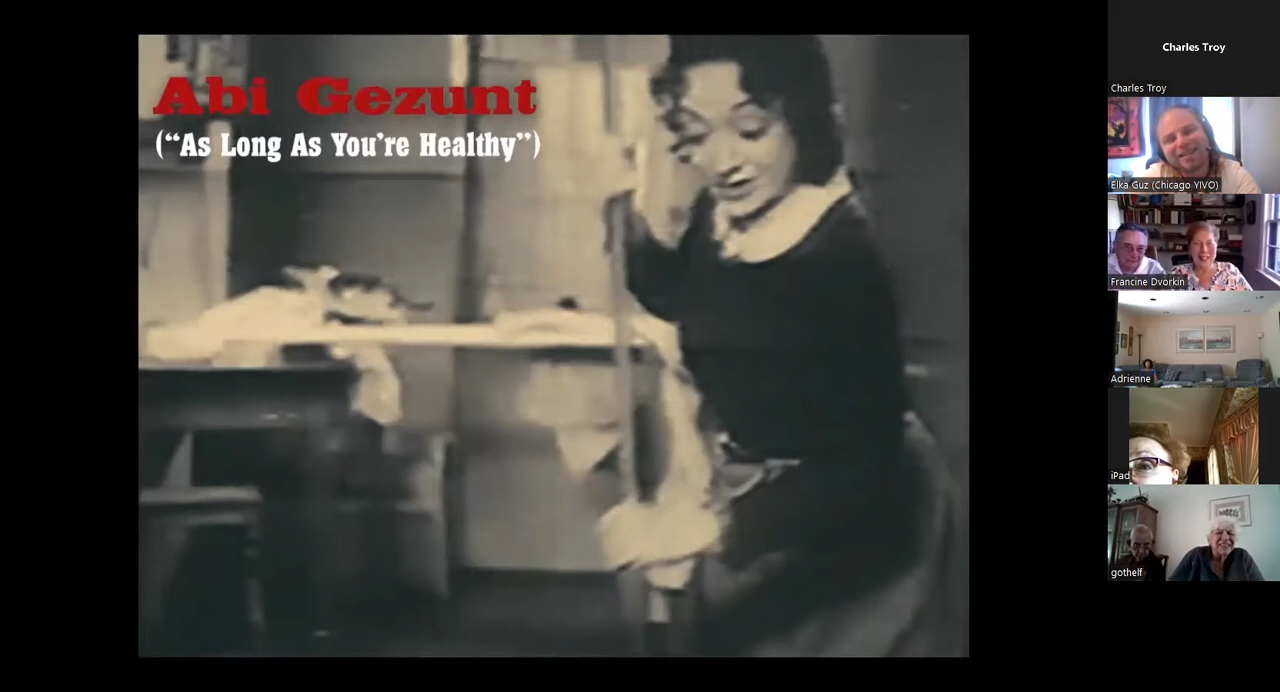 Abi Gezunt
(“As Long As You’re Healthy”)
Charles Troy
Charles Troy
Elka Guz (Chicago YIVO)
Francine Dvorkin
Adrienne
iPad
gothelf